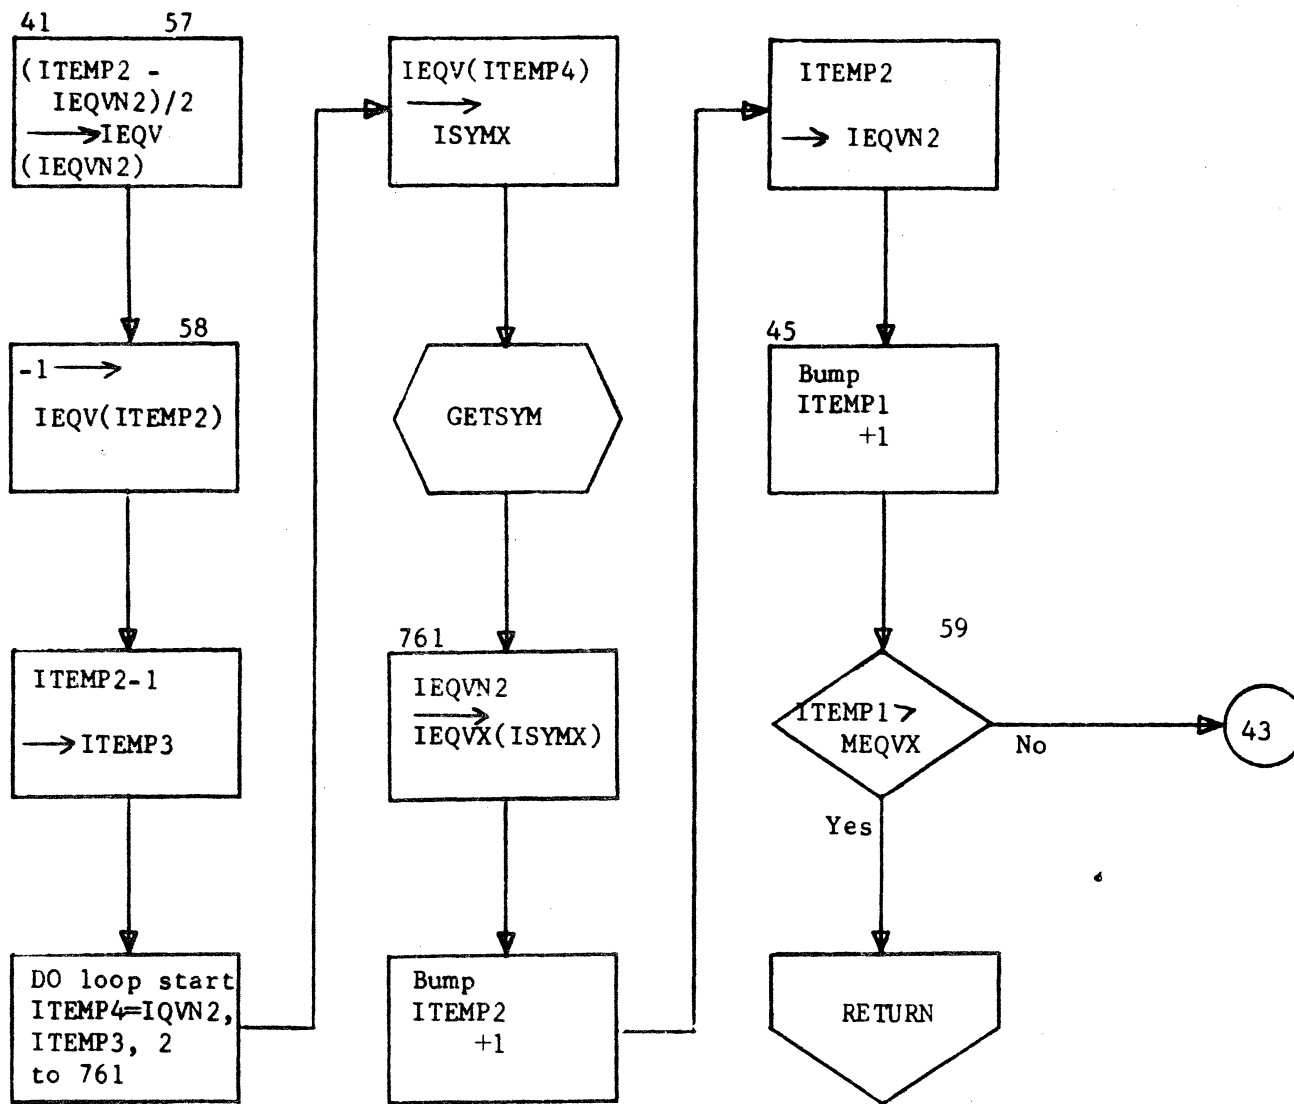 41 57
(ITEMP2 -
IEQVN2)/2
→IEQV
(IEQVN2)
58
-1→
IEQV(ITEMP2)
ITEMP2-1
→ITEMP3
DO loop start
ITEMP4=IQVN2,
ITEMP3, 2
to 761
IEQV(ITEMP4)
→
ISYMX
GETSYM
761
IEQVN2
→
IEQVX(ISYMX)
Bump
ITEMP2
+1
ITEMP2
→ IEQVN2
45
Bump
ITEMP1
+1
59
ITEMP1>
MEQVX
No
43
Yes
RETURN